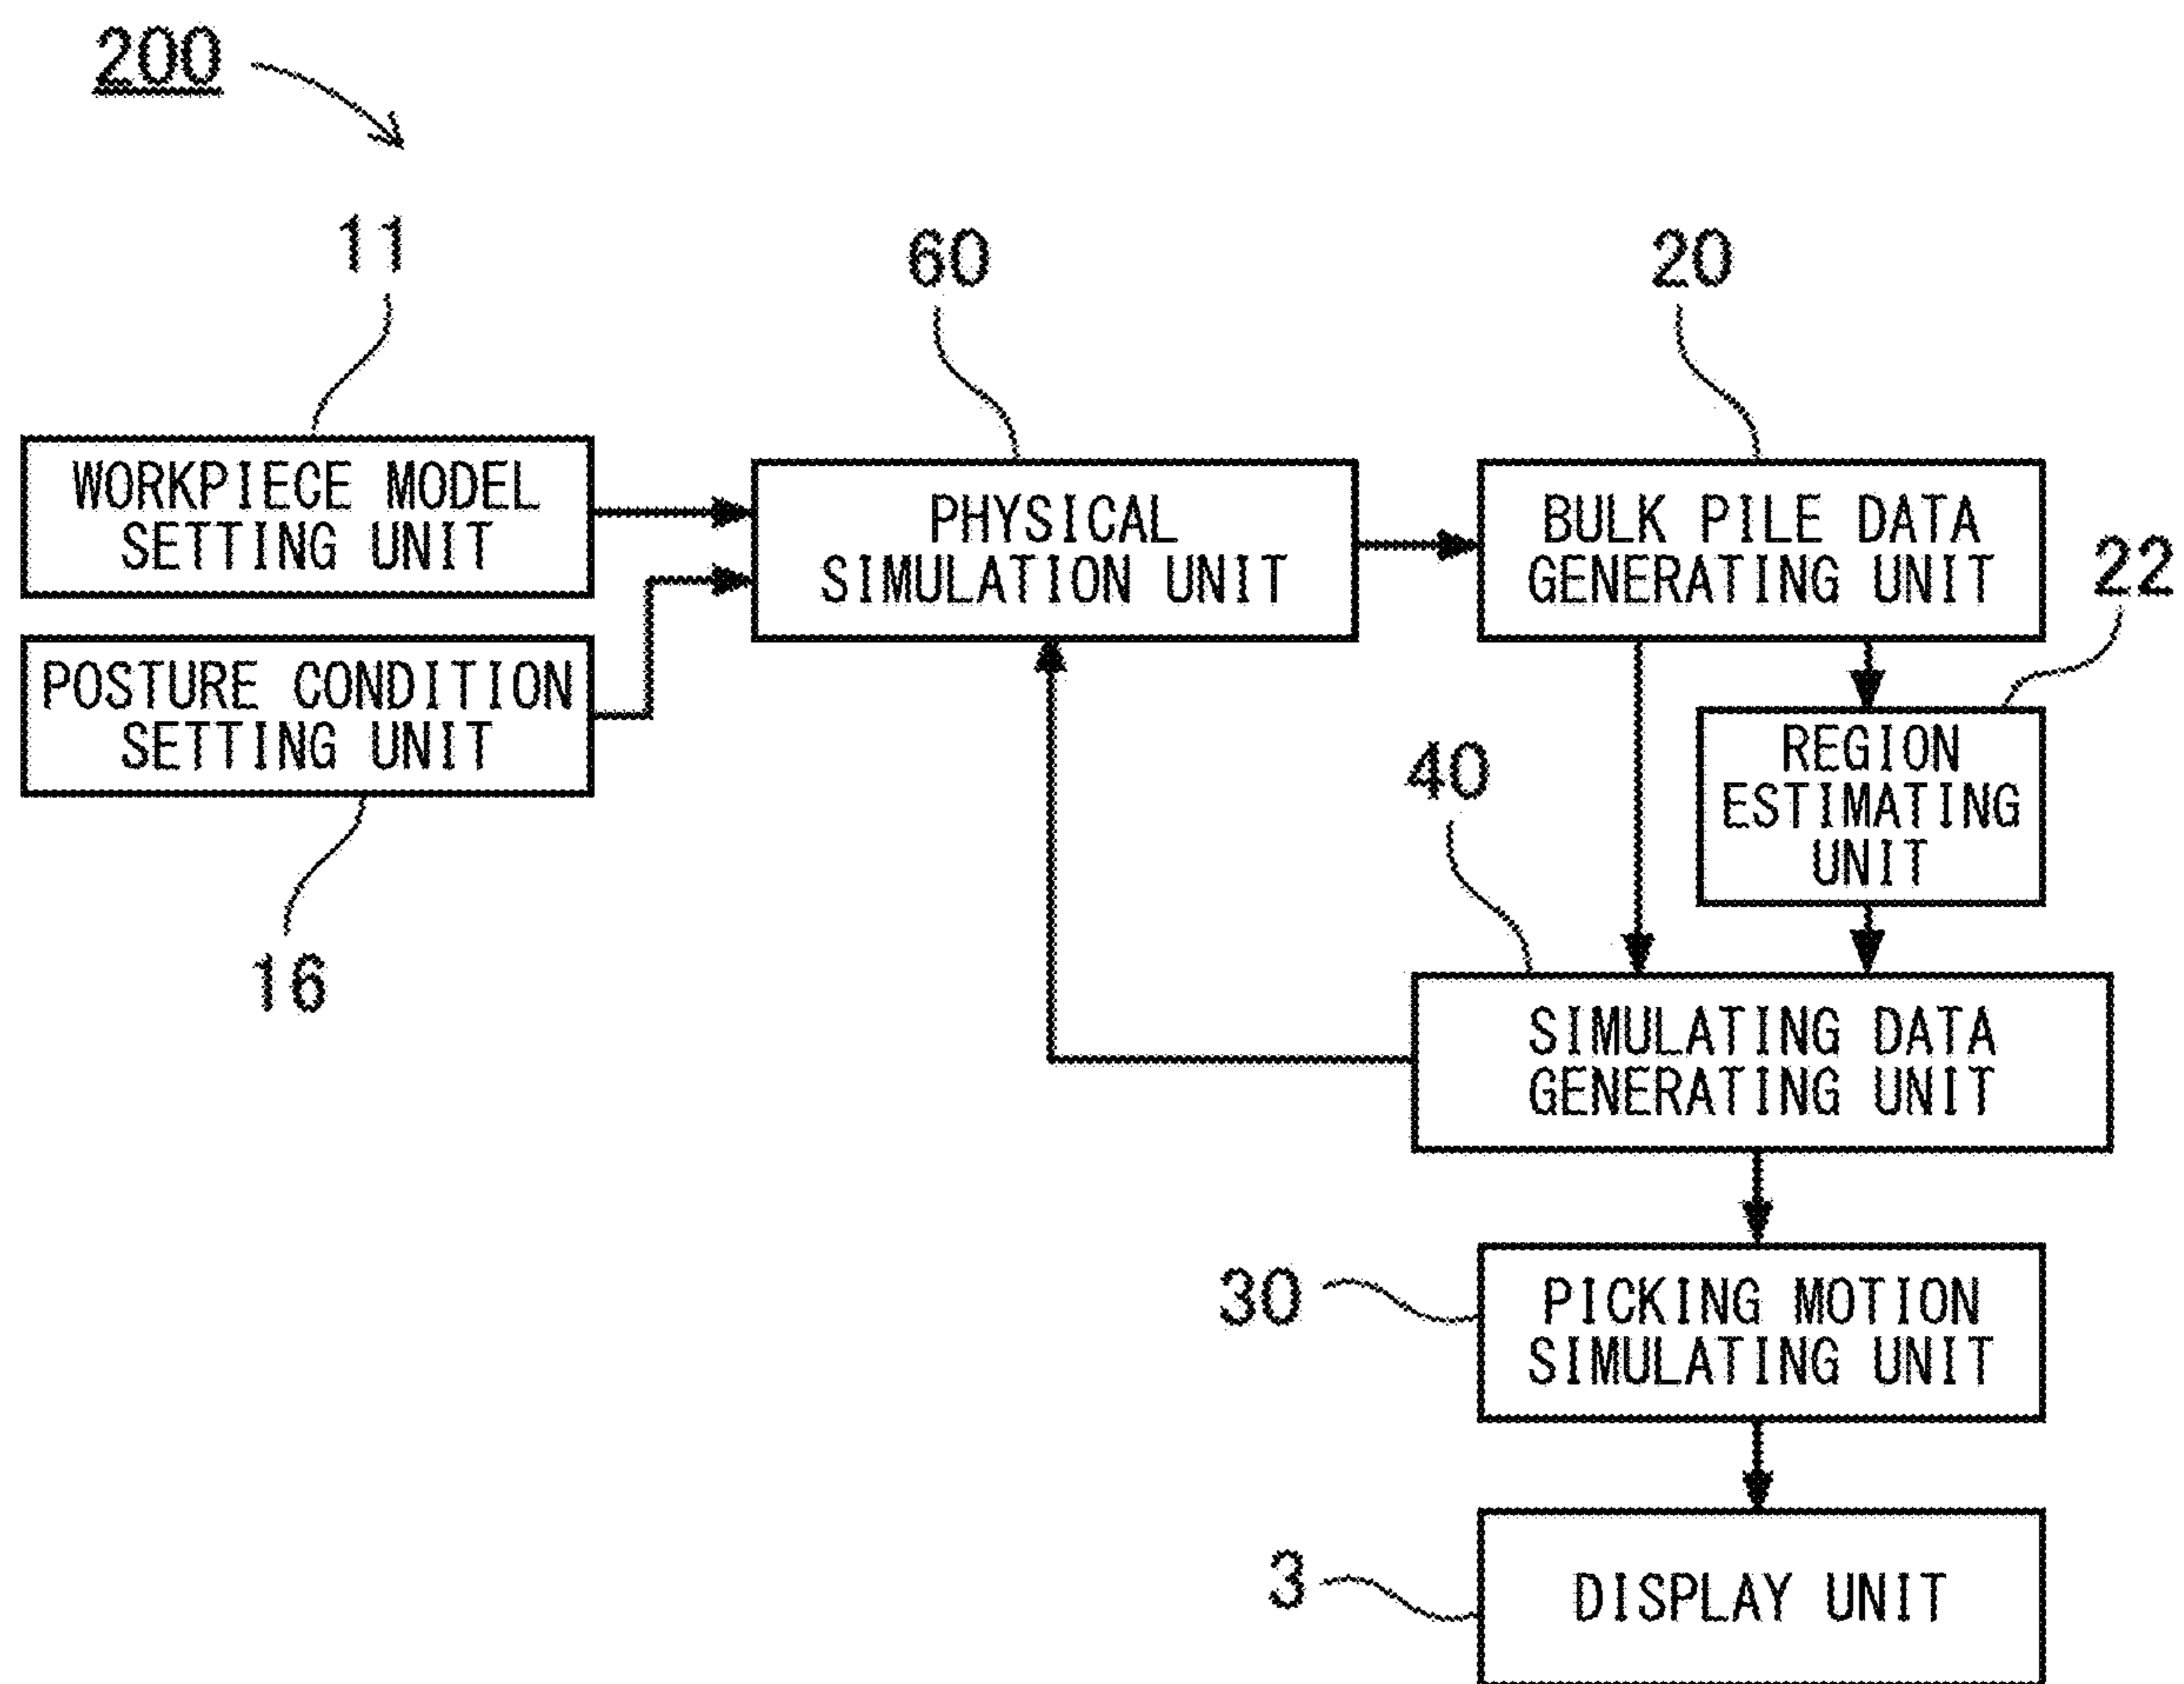 200
11
60
20
WORKPIECE MODEL
SETTING UNIT
PHYSICAL
SIMULATION UNIT
BULK PILE DATA
GENERATING UNIT
22
POSTURE CONDITION
SETTING UNIT
16
40
REGION
ESTIMATING
UNIT
SIMULATING DATA
GENERATING UNIT
30
PICKING MOTION
SIMULATING UNIT
3
DISPLAY UNIT